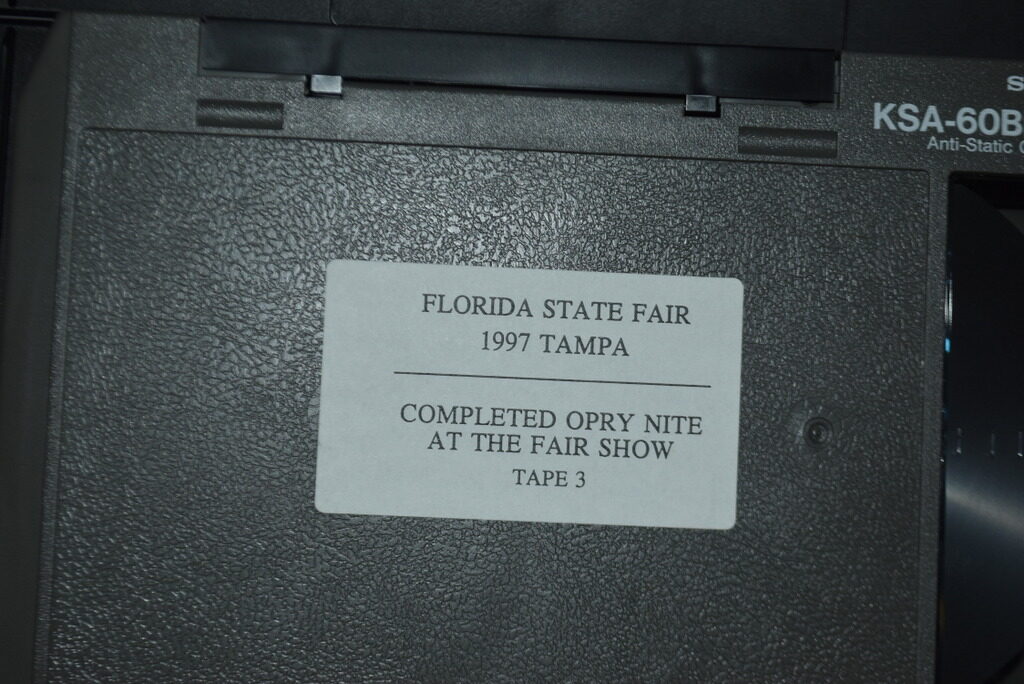 KSA-60B
Anti-Static
FLORIDA STATE FAIR
1997 TAMPA
COMPLETED OPRY NITE
AT THE FAIR SHOW
TAPE 3